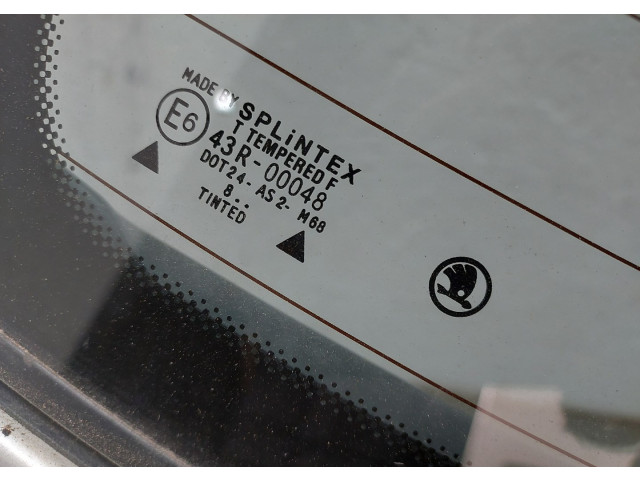 MADE BY
SPLiNTEX
E6
T TEMPERED F
43R-00048
DOT24-AS2-M68
8..
TINTED